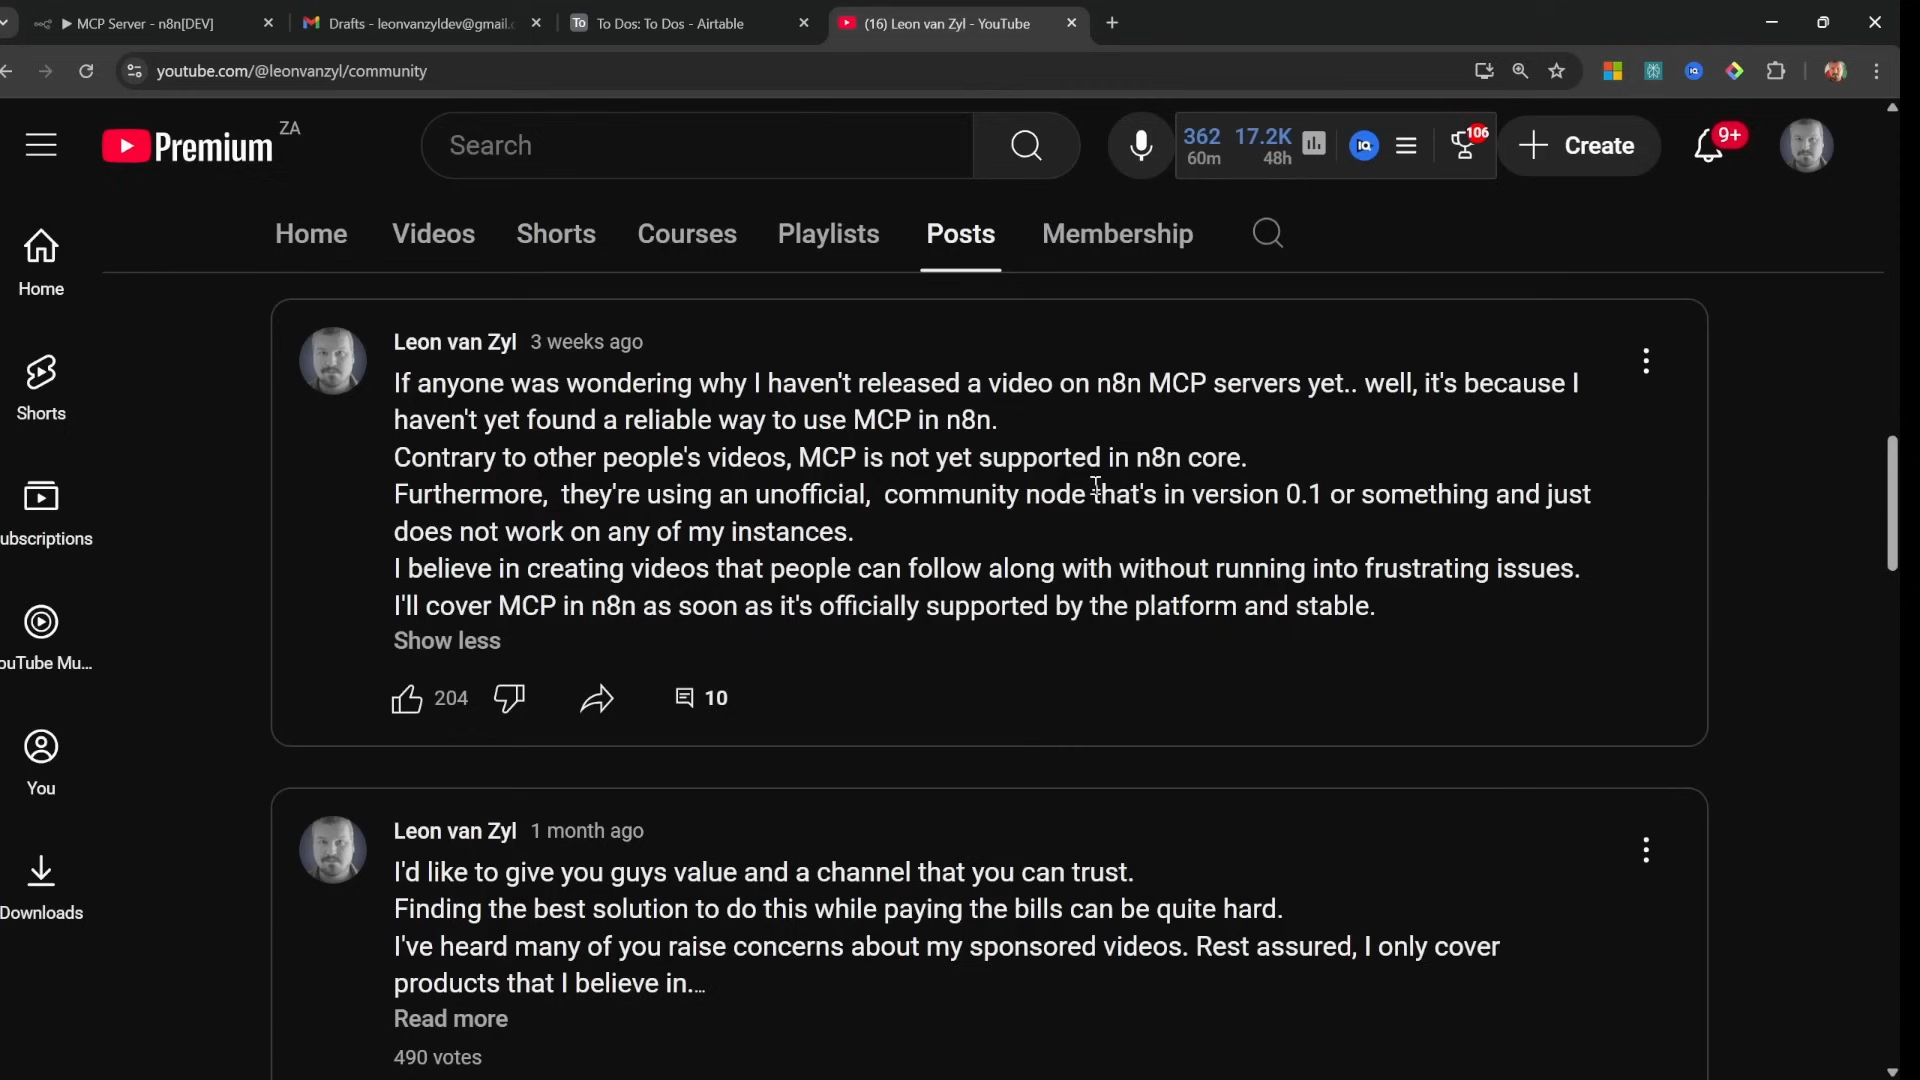 MCP Server - n8n[DEV]
Drafts - leonvanzyldev@gmail.c
To
To Dos: To Dos - Airtable
(16) Leon van Zyl - YouTube
youtube.com/@leonvanzyl/community
Premium
ZA
Search
362
60m
17.2K
48h
IQ
106
Create
9+
Home
Videos
Shorts
Courses
Playlists
Posts
Membership
Home
Shorts
ubscriptions
ouTube Mu...
You
Downloads
Leon van Zyl 3 weeks ago
If anyone was wondering why I haven't released a video on n8n MCP servers yet.. well, it's because I
haven't yet found a reliable way to use MCP in n8n.
Contrary to other people's videos, MCP is not yet supported in n8n core.
Furthermore, they're using an unofficial, community node that's in version 0.1 or something and just
does not work on any of my instances.
I believe in creating videos that people can follow along with without running into frustrating issues.
I'll cover MCP in n8n as soon as it's officially supported by the platform and stable.
Show less
204
10
Leon van Zyl 1 month ago
I'd like to give you guys value and a channel that you can trust.
Finding the best solution to do this while paying the bills can be quite hard.
I've heard many of you raise concerns about my sponsored videos. Rest assured, I only cover
products that I believe in.…
Read more
490 votes